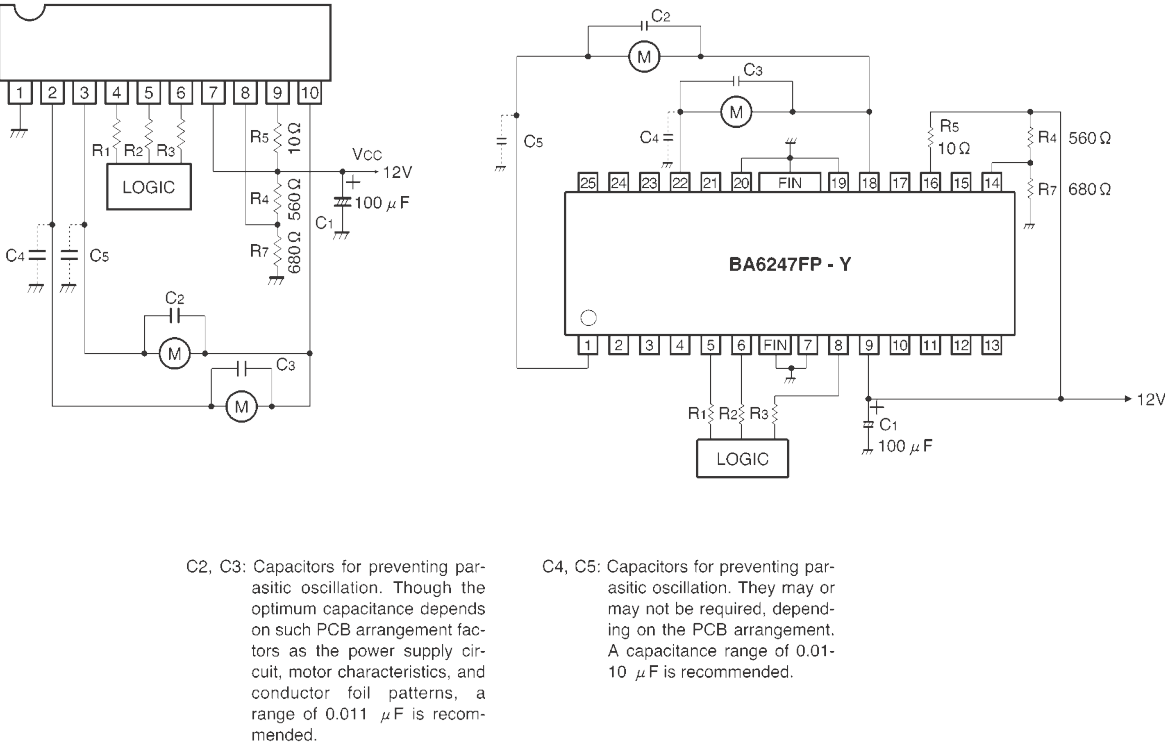 1 2 3 4 5 6 7 8 9 10
R1 R2 R3
LOGIC
R5 10Ω
VCC
12V
R4 560Ω
C1
100 μF
R7 680Ω
C4
C5
C2
M
C3
M
C2
M
C3
M
C4
C5
R5
10Ω
R4 560Ω
R7 680Ω
25 24 23 22 21 20 FIN 19 18 17 16 15 14
BA6247FP - Y
1 2 3 4 5 6 FIN 7 8 9 10 11 12 13
R1 R2 R3
LOGIC
12V
C1
100 μF
C2, C3: Capacitors for preventing par-
asitic oscillation. Though the
optimum capacitance depends
on such PCB arrangement fac-
tors as the power supply cir-
cuit, motor characteristics, and
conductor foil patterns, a
range of 0.011 μF is recom-
mended.
C4, C5: Capacitors for preventing par-
asitic oscillation. They may or
may not be required, depend-
ing on the PCB arrangement.
A capacitance range of 0.01-
10 μF is recommended.